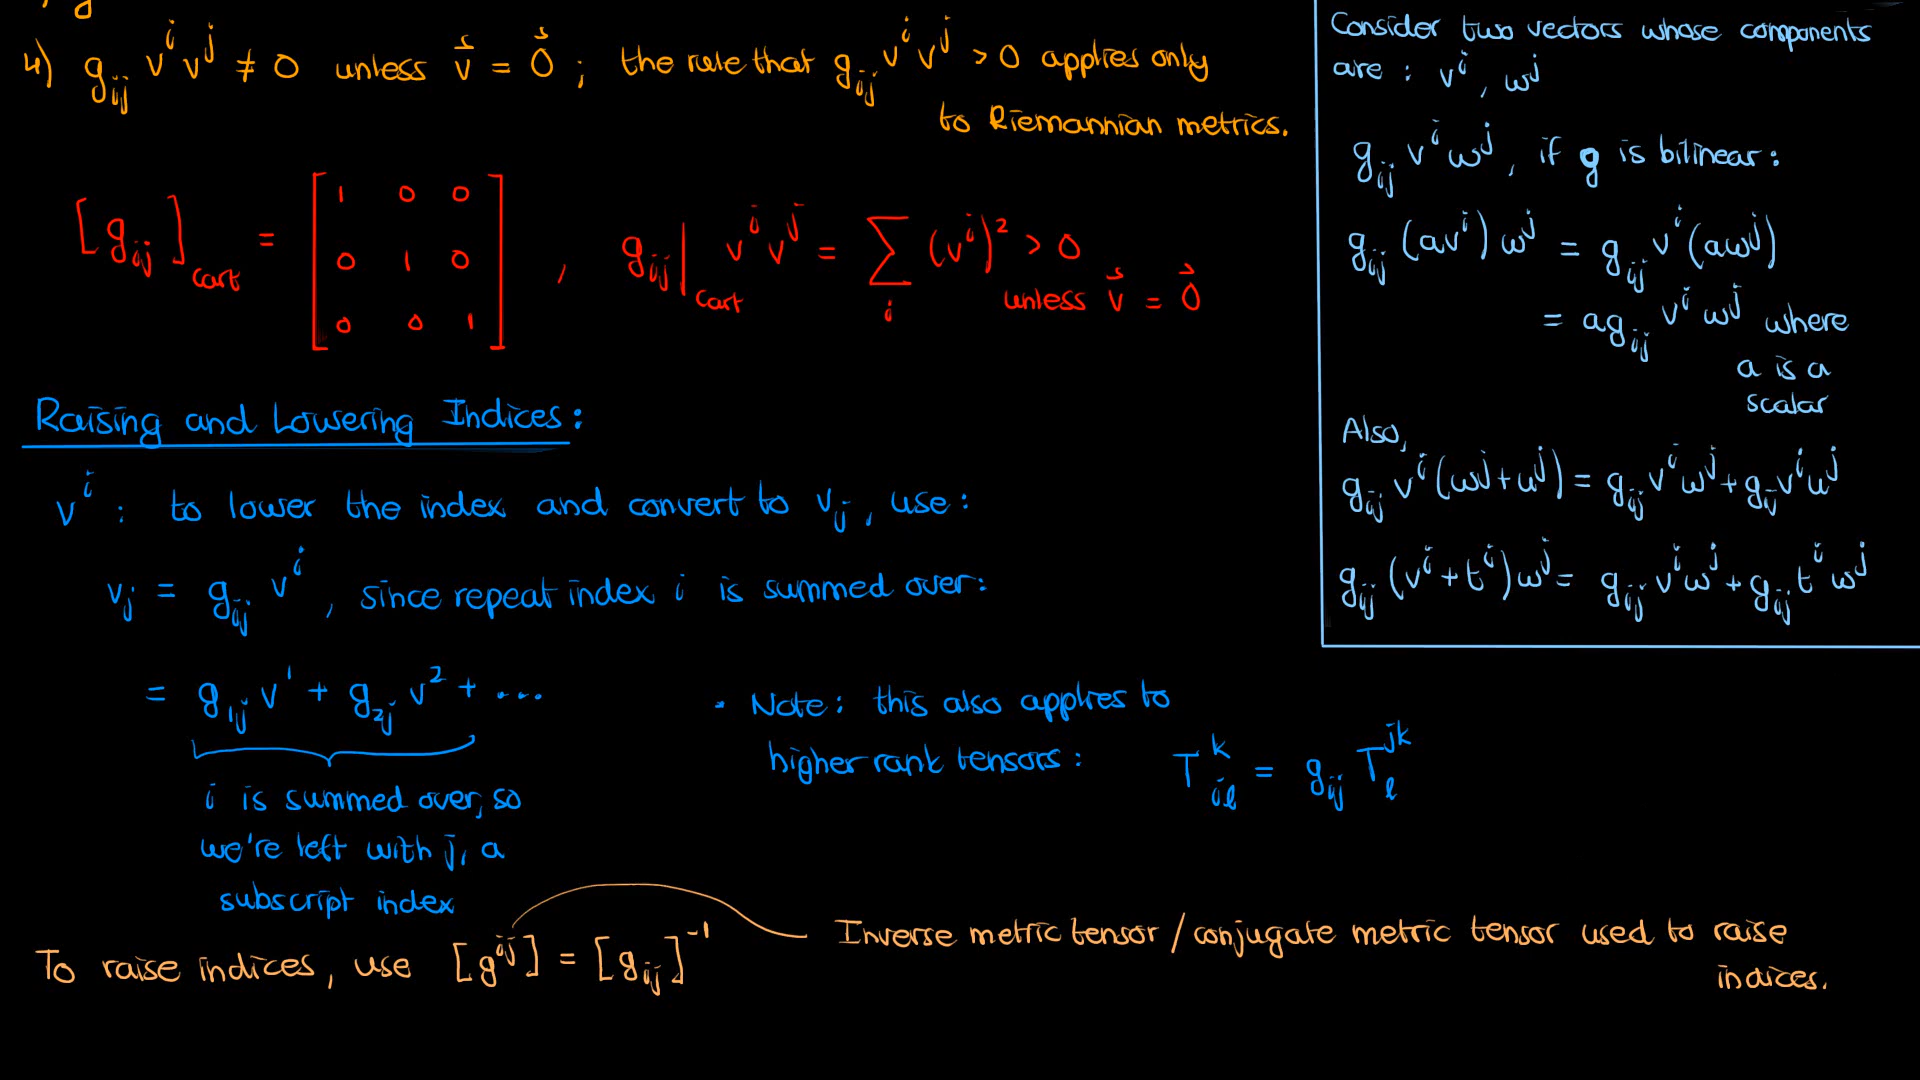 4) g_ij v^i v^j ≠ 0 unless v⃗ = 0⃗ ; the rule that g_ij v^i v^j > 0 applies only
to Riemannian metrics.
[g_ij]_cart = [1 0 0
0 1 0
0 0 1] , g_ij|_cart v^i v^j = ∑_i (v^i)² > 0
unless v⃗ = 0⃗
Raising and Lowering Indices:
v^i : to lower the index and convert to v_j, use:
v_j = g_ij v^i , since repeat index i is summed over:
= g_1j v^1 + g_2j v^2 + ...
i is summed over, so
we're left with j, a
subscript index
• Note: this also applies to
higher rank tensors: T_il^k = g_ij T_l^jk
To raise indices, use [g^ij] = [g_ij]^-1
Inverse metric tensor / conjugate metric tensor used to raise
indices.
Consider two vectors whose components
are : v^i, w^j
g_ij v^i w^j, if g is bilinear:
g_ij (av^i) w^j = g_ij v^i (aw^j)
= a g_ij v^i w^j where
a is a
scalar
Also,
g_ij v^i (w^j + u^j) = g_ij v^i w^j + g_ij v^i u^j
g_ij (v^i + t^i) w^j = g_ij v^i w^j + g_ij t^i w^j